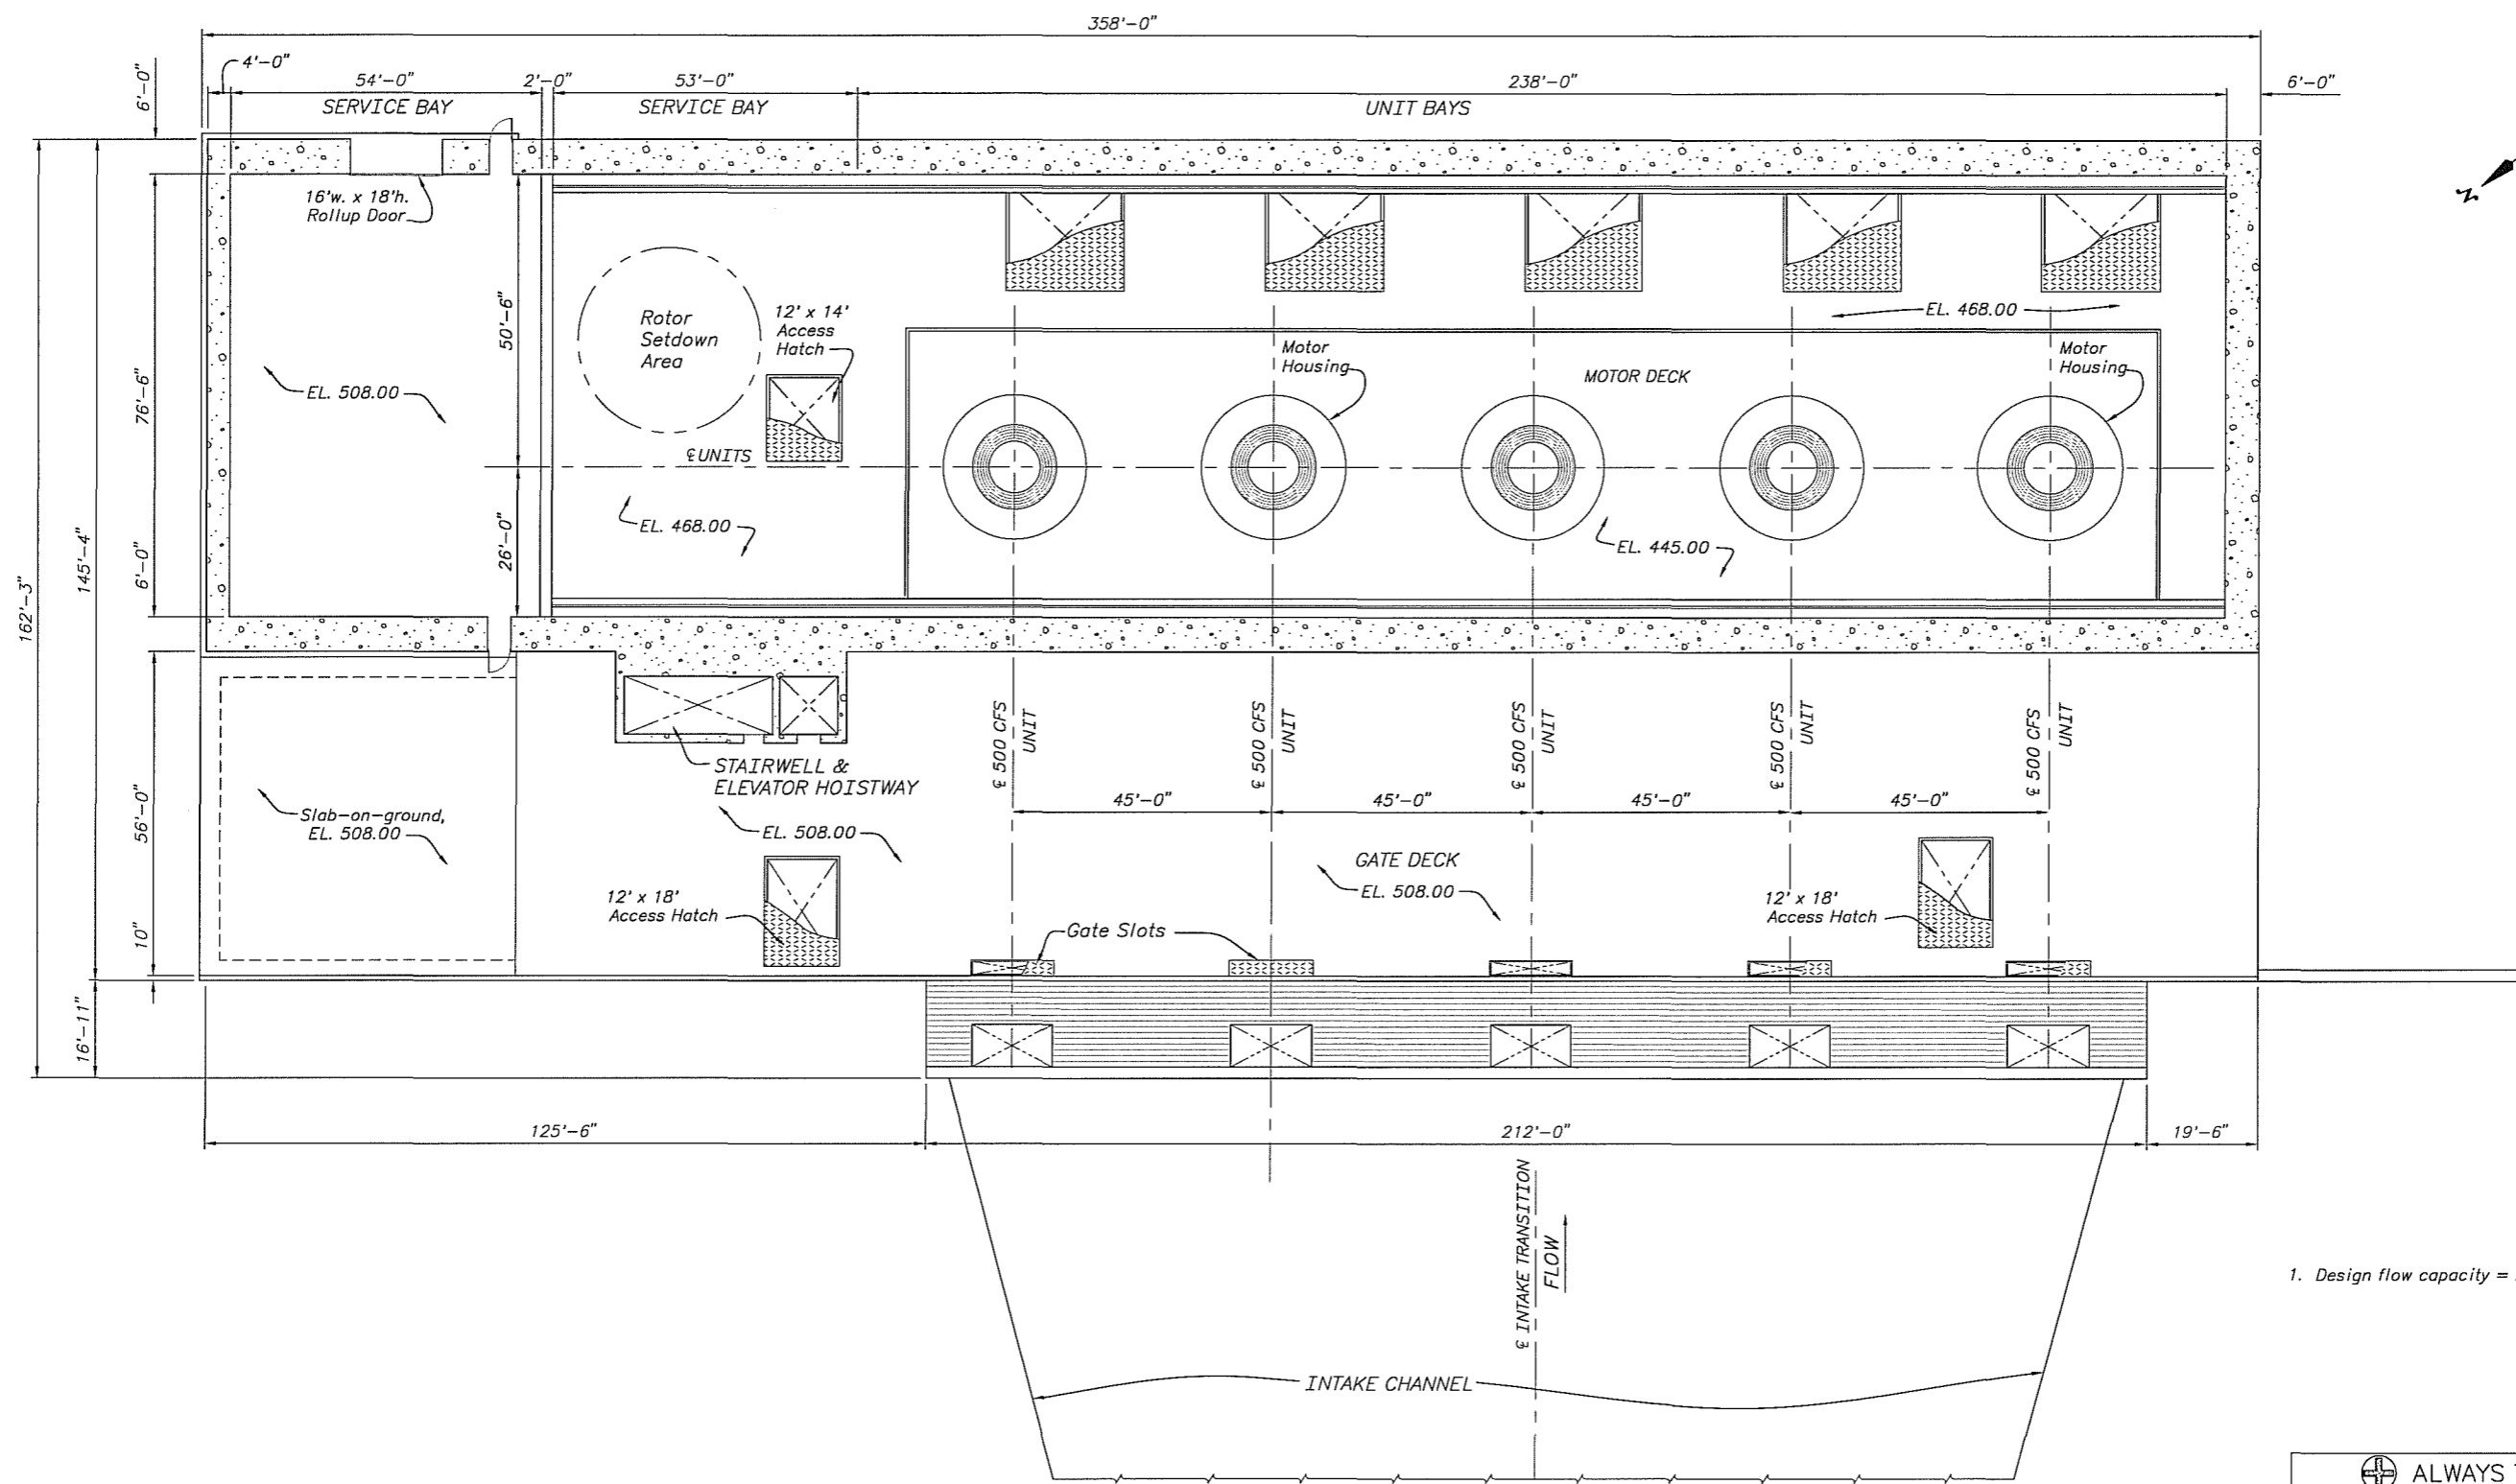 358'-0"
4'-0"
54'-0"
SERVICE BAY
2'-0"
53'-0"
SERVICE BAY
238'-0"
UNIT BAYS
6'-0"
6'-0"
16'w. x 18'h.
Rollup Door
N
50'-6"
Rotor
Setdown
Area
12' x 14'
Access
Hatch
EL. 468.00
Motor
Housing
MOTOR DECK
Motor
Housing
EL. 508.00
76'-6"
℄ UNITS
EL. 468.00
26'-0"
EL. 445.00
6'-0"
145'-4"
162'-3"
℄ 500 CFS
UNIT
℄ 500 CFS
UNIT
℄ 500 CFS
UNIT
℄ 500 CFS
UNIT
℄ 500 CFS
UNIT
STAIRWELL &
ELEVATOR HOISTWAY
45'-0"
45'-0"
45'-0"
45'-0"
56'-0"
Slab-on-ground,
EL. 508.00
EL. 508.00
GATE DECK
EL. 508.00
12' x 18'
Access Hatch
12' x 18'
Access Hatch
Gate Slots
10"
16'-11"
125'-6"
212'-0"
19'-6"
℄ INTAKE TRANSITION
FLOW
1. Design flow capacity =
INTAKE CHANNEL
ALWAYS